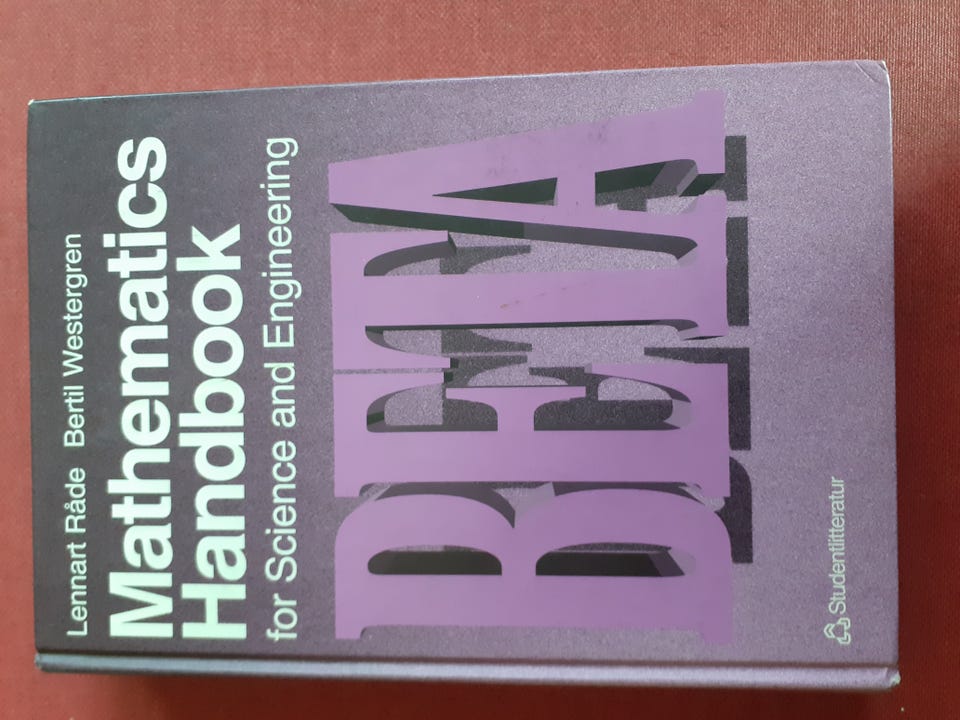 Lennart Råde Bertil Westergren
Mathematics
Handbook
for Science and Engineering
BETA
Studentlitteratur